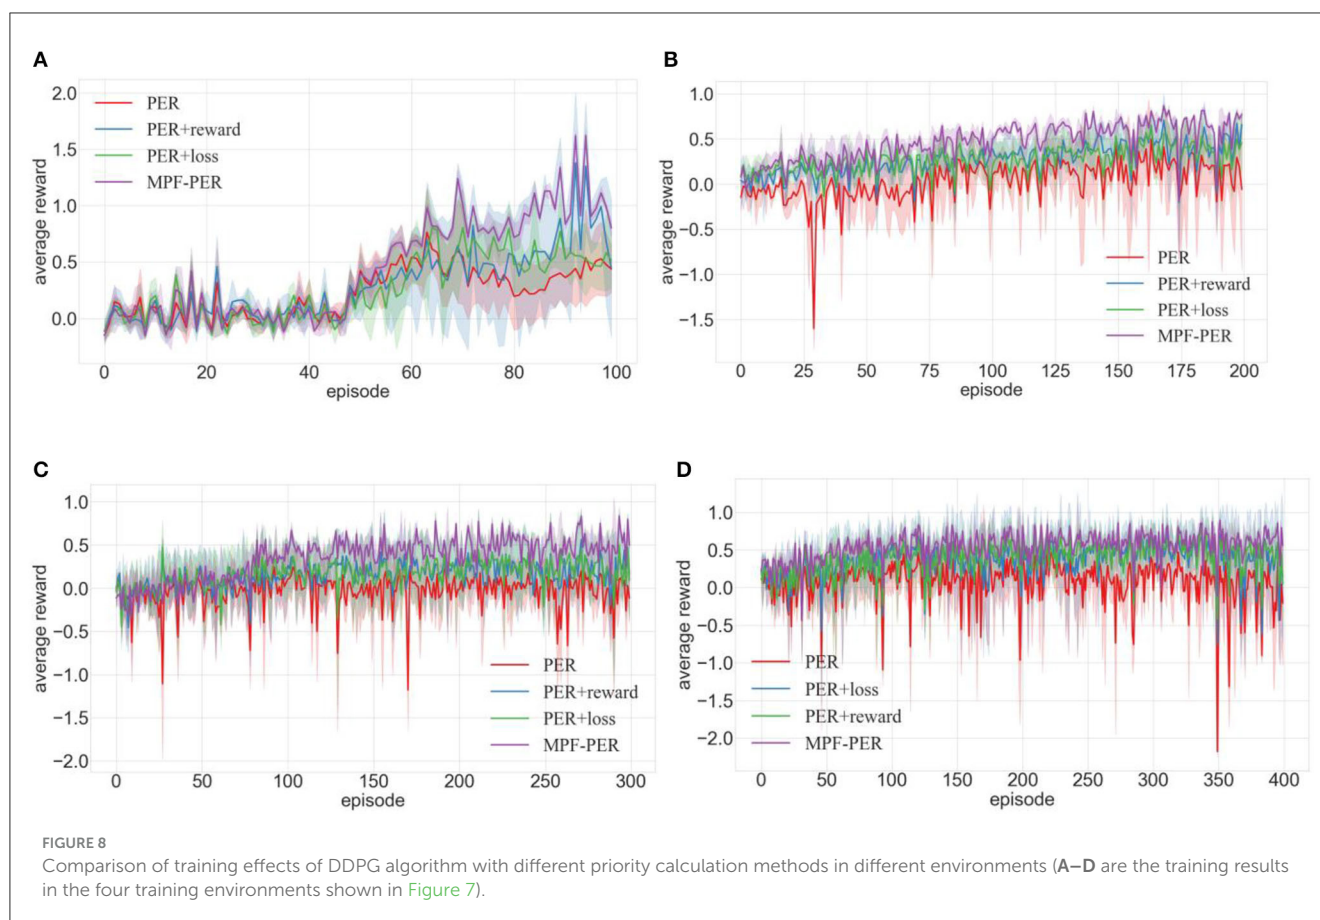 A
2.0
1.5
1.0
0.5
0.0
average reward
PER
PER+reward
PER+loss
MPF-PER
0 20 40 60 80 100
episode
B
1.0
0.5
0.0
−0.5
−1.0
−1.5
average reward
PER
PER+reward
PER+loss
MPF-PER
0 25 50 75 100 125 150 175 200
episode
C
1.0
0.5
0.0
−0.5
−1.0
−1.5
−2.0
average reward
PER
PER+reward
PER+loss
MPF-PER
0 50 100 150 200 250 300
episode
D
1.0
0.5
0.0
−0.5
−1.0
−1.5
−2.0
average reward
PER
PER+loss
PER+reward
MPF-PER
0 50 100 150 200 250 300 350 400
episode
FIGURE 8
Comparison of training effects of DDPG algorithm with different priority calculation methods in different environments (A–D are the training results
in the four training environments shown in Figure 7).